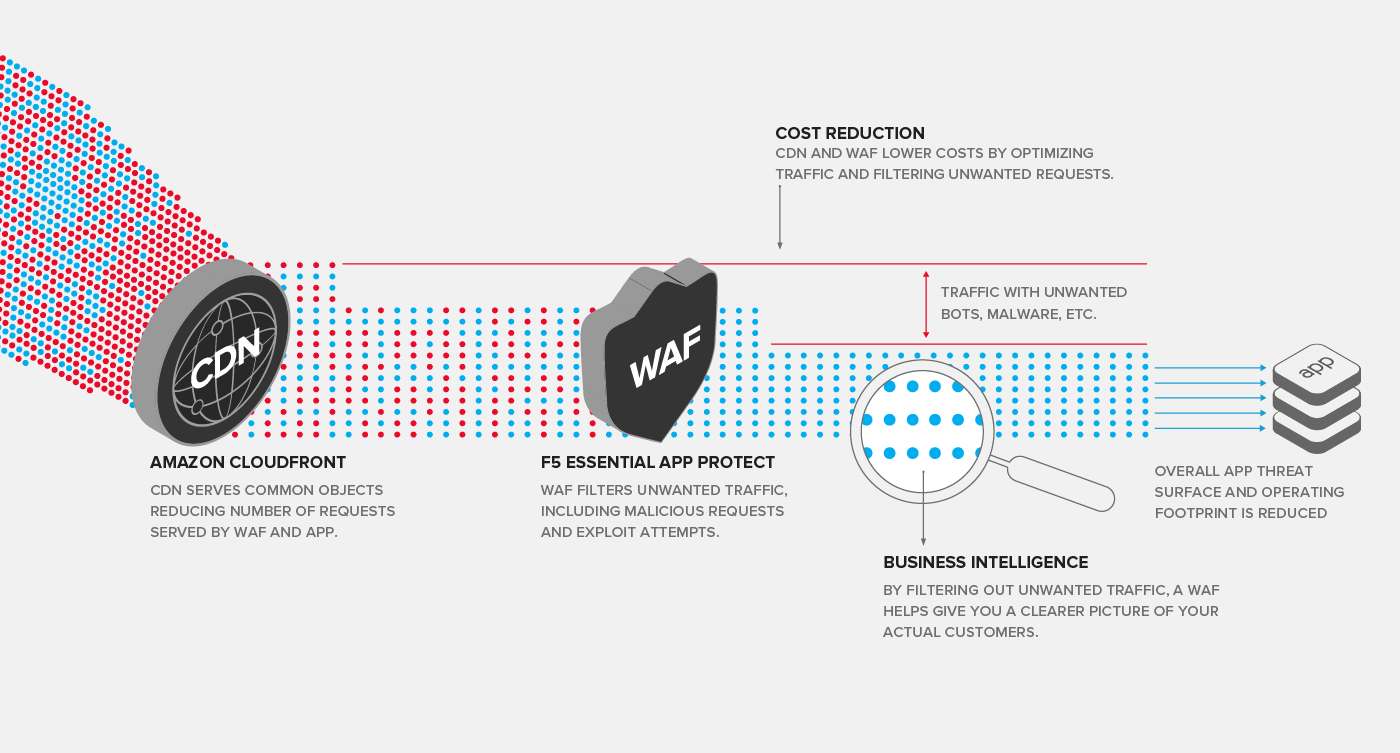 COST REDUCTION
CDN AND WAF LOWER COSTS BY OPTIMIZING
TRAFFIC AND FILTERING UNWANTED REQUESTS.
TRAFFIC WITH UNWANTED
BOTS, MALWARE, ETC.
CDN
WAF
app
AMAZON CLOUDFRONT
CDN SERVES COMMON OBJECTS
REDUCING NUMBER OF REQUESTS
SERVED BY WAF AND APP.
F5 ESSENTIAL APP PROTECT
WAF FILTERS UNWANTED TRAFFIC,
INCLUDING MALICIOUS REQUESTS
AND EXPLOIT ATTEMPTS.
OVERALL APP THREAT
SURFACE AND OPERATING
FOOTPRINT IS REDUCED
BUSINESS INTELLIGENCE
BY FILTERING OUT UNWANTED TRAFFIC, A WAF
HELPS GIVE YOU A CLEARER PICTURE OF YOUR
ACTUAL CUSTOMERS.